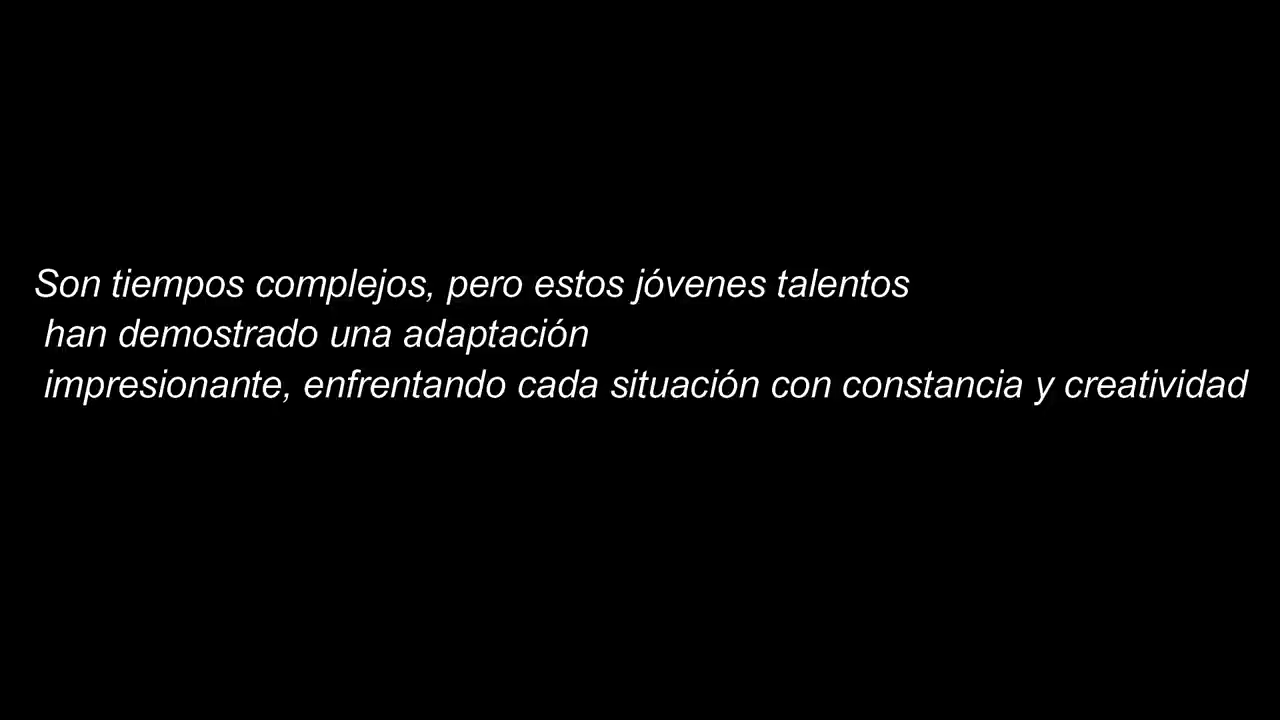 Son tiempos complejos, pero estos jóvenes talentos
han demostrado una adaptación
impresionante, enfrentando cada situación con constancia y creatividad